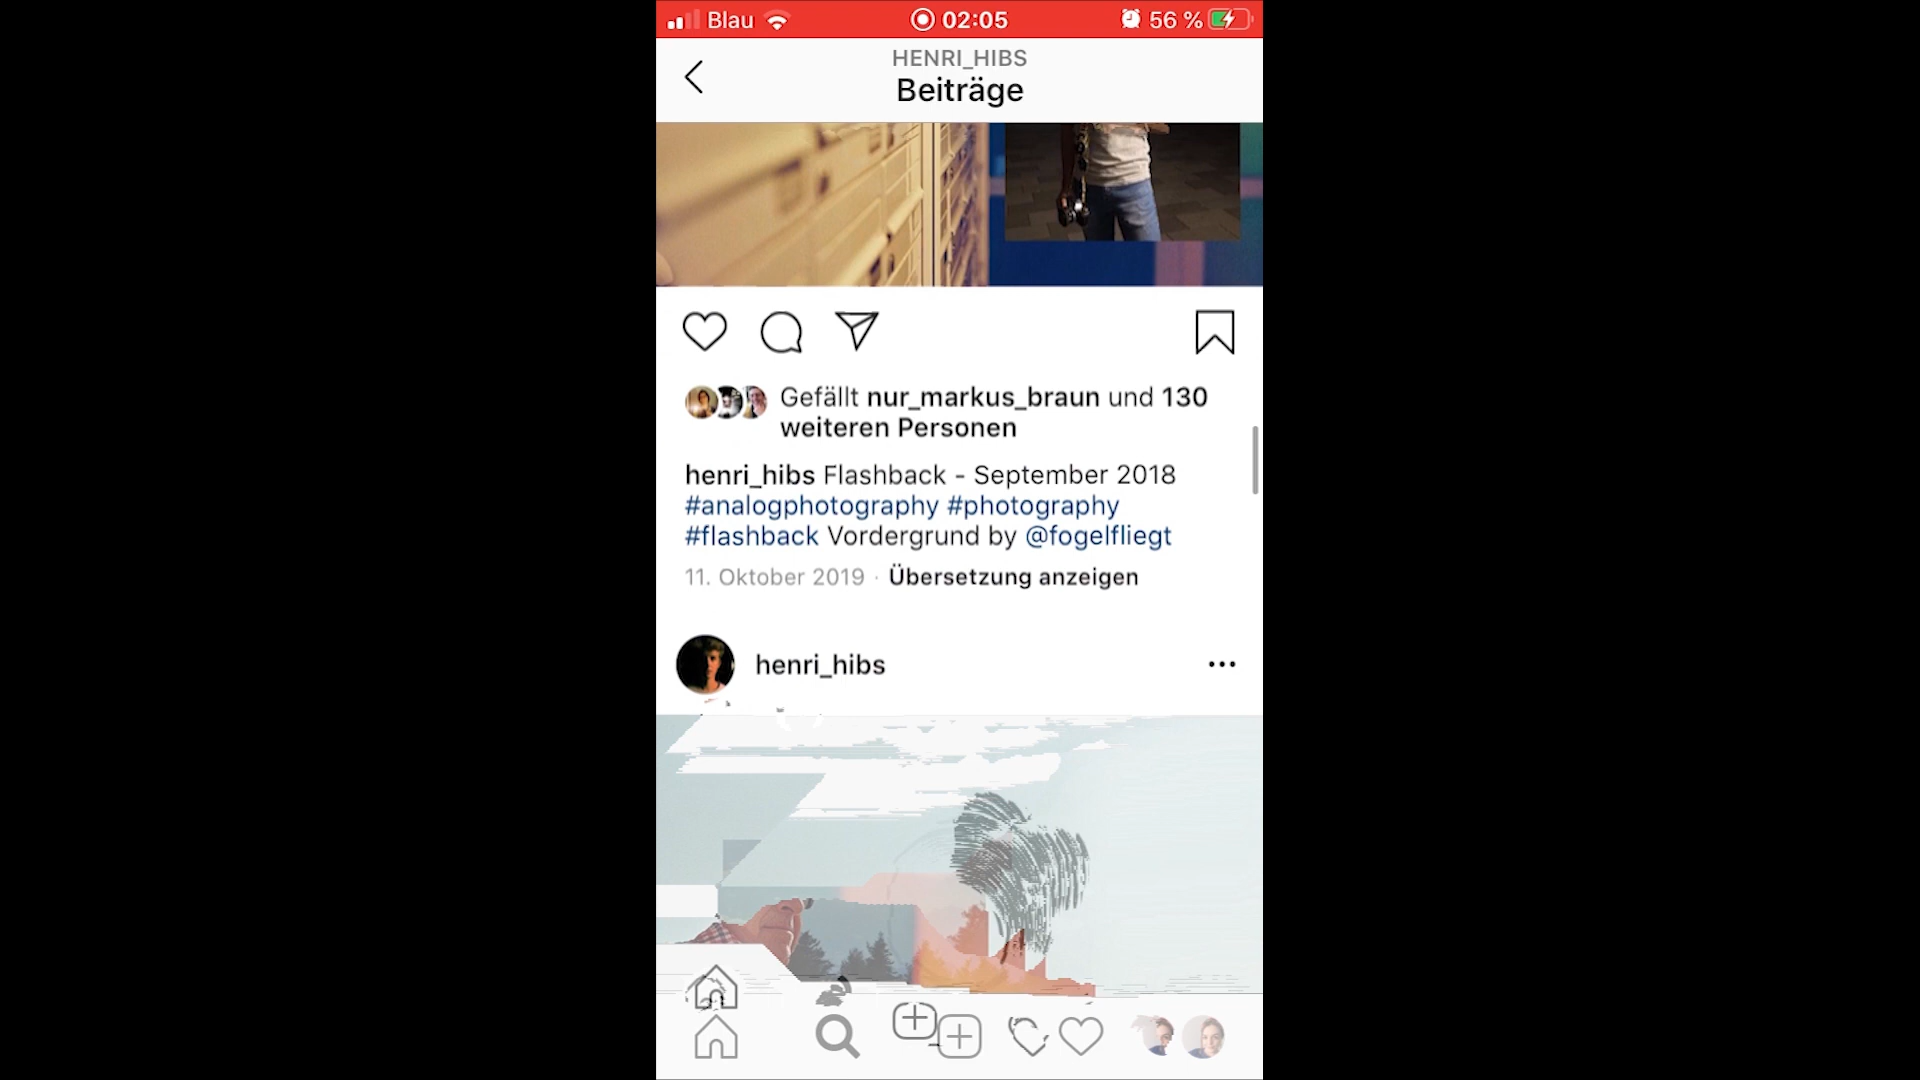 Blau 02:05 56 %
HENRI_HIBS
Beiträge
Gefällt nur_markus_braun und 130
weiteren Personen
henri_hibs Flashback - September 2018
#analogphotography #photography
#flashback Vordergrund by @fogelfliegt
11. Oktober 2019 · Übersetzung anzeigen
henri_hibs